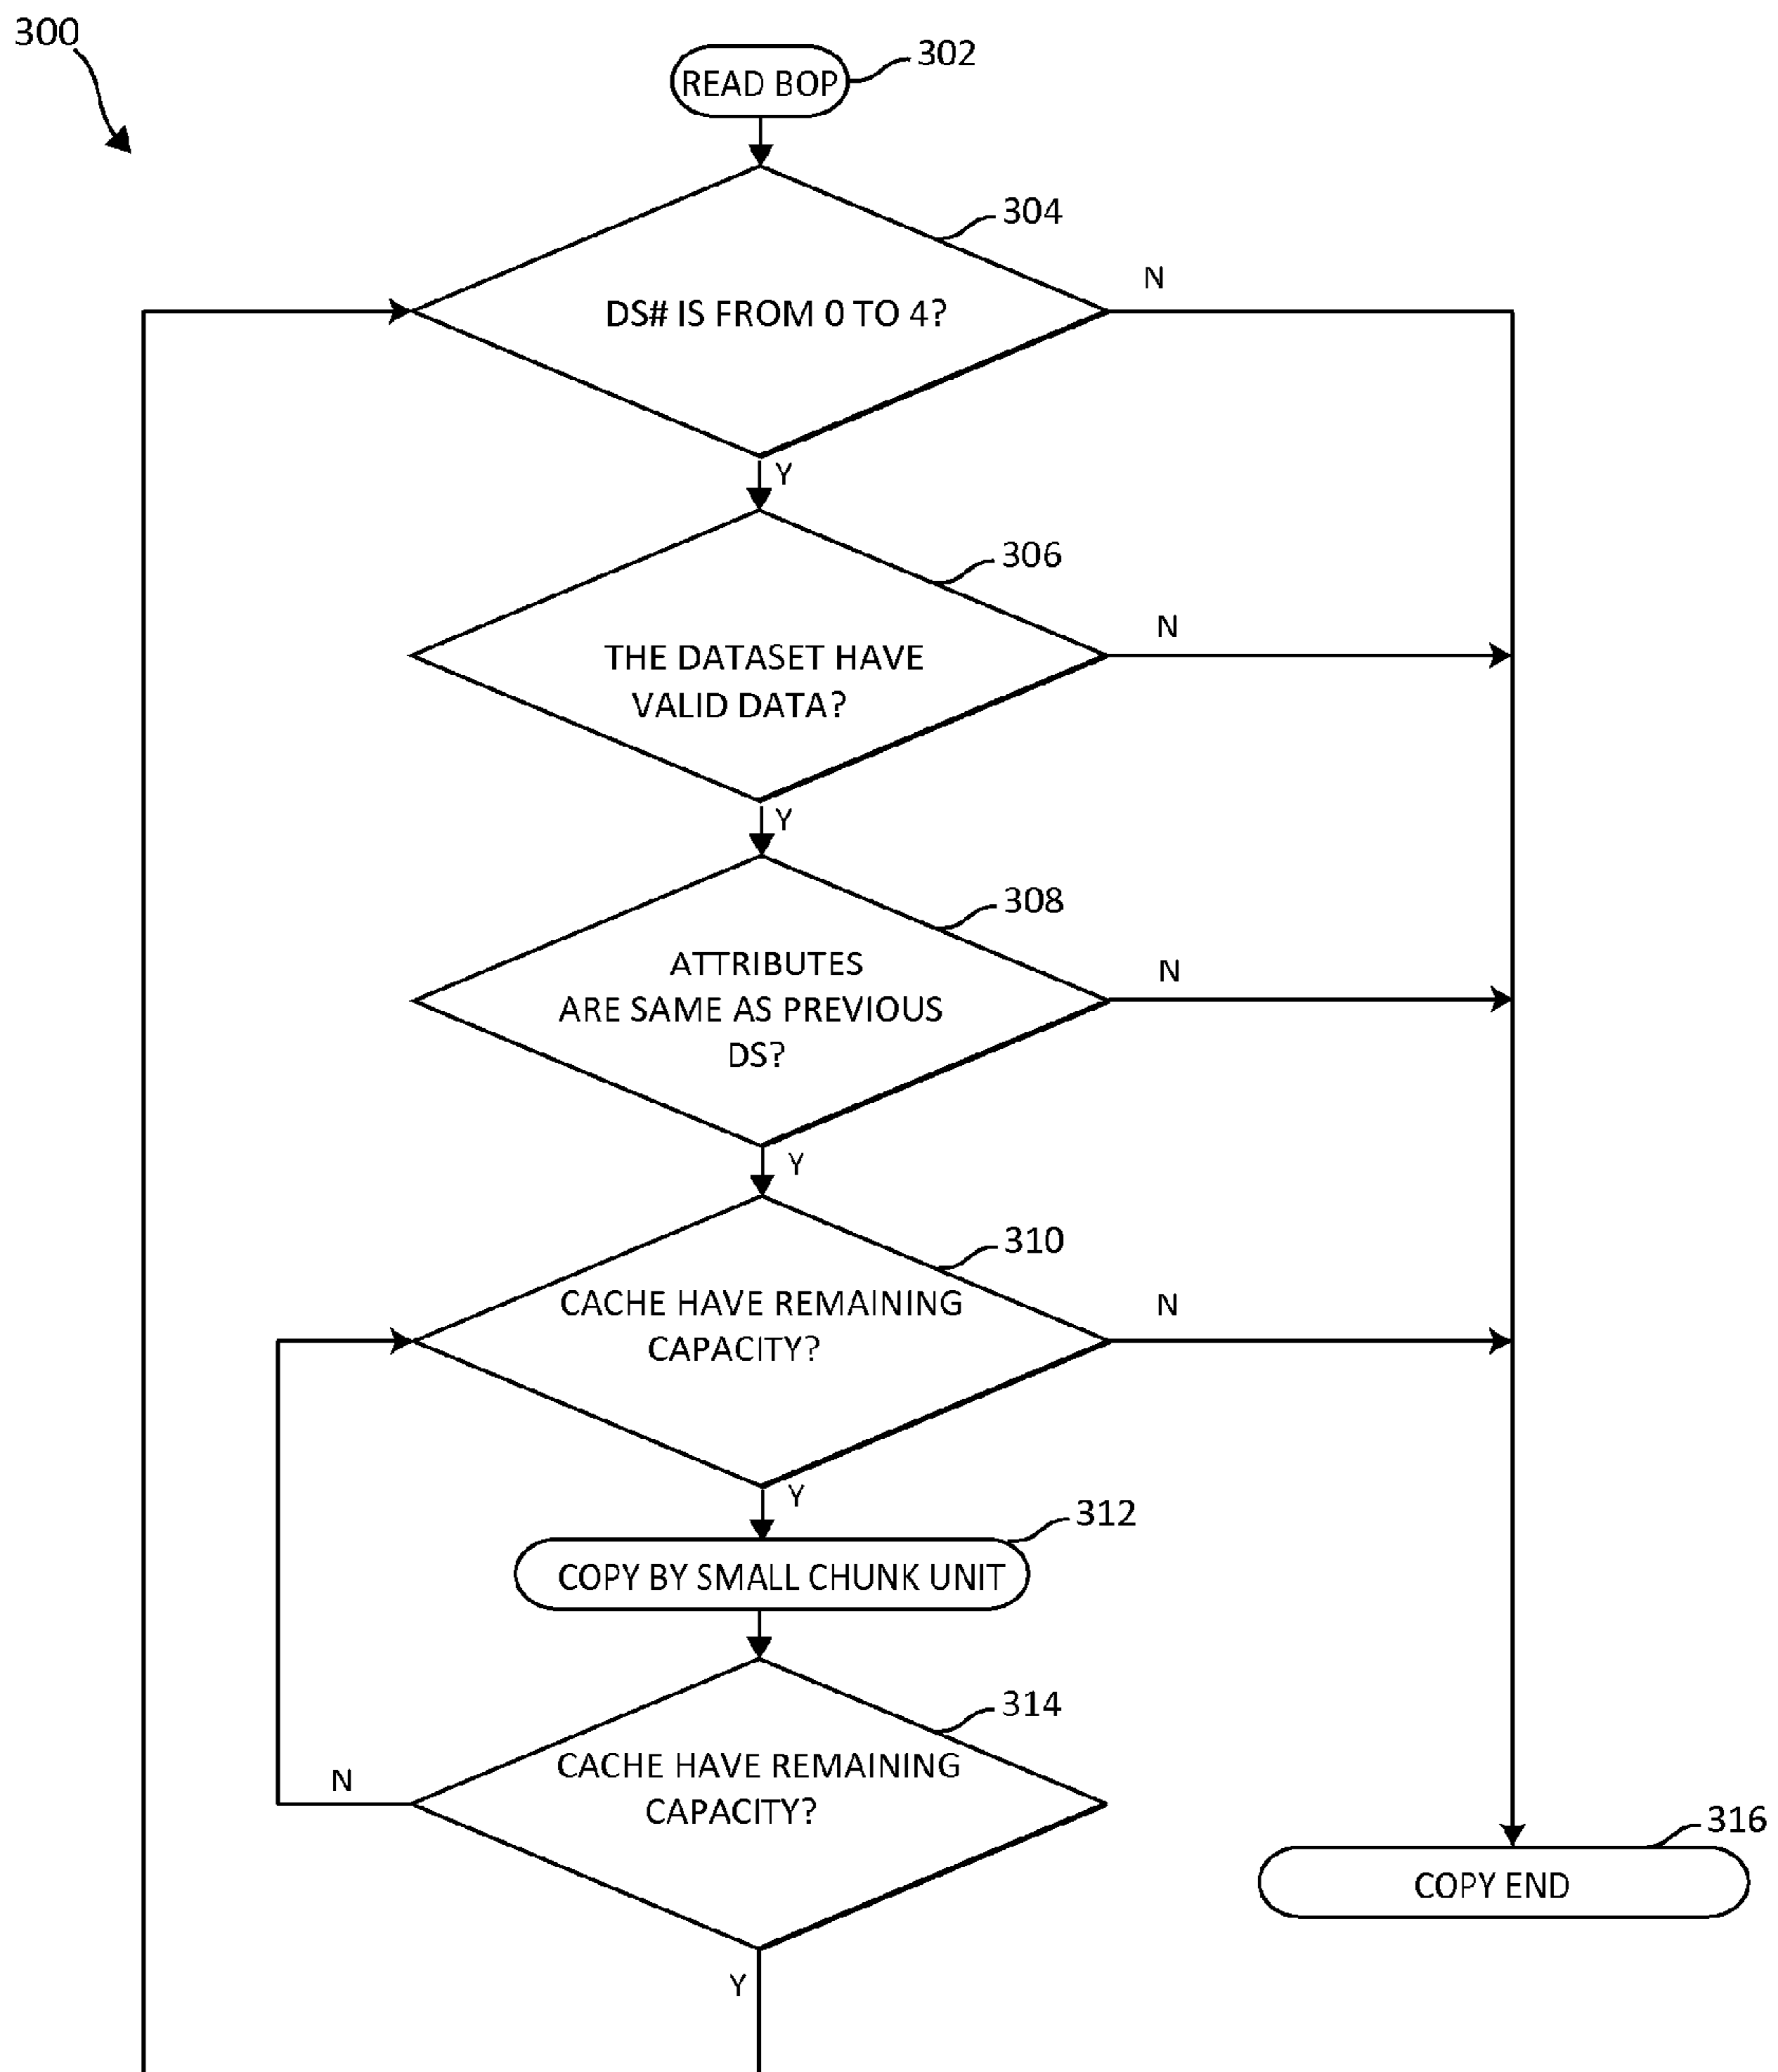 300
READ BOP
302
304
DS# IS FROM 0 TO 4?
N
Y
306
THE DATASET HAVE
VALID DATA?
N
Y
308
ATTRIBUTES
ARE SAME AS PREVIOUS
DS?
N
Y
310
CACHE HAVE REMAINING
CAPACITY?
N
Y
312
COPY BY SMALL CHUNK UNIT
314
CACHE HAVE REMAINING
CAPACITY?
N
Y
316
COPY END